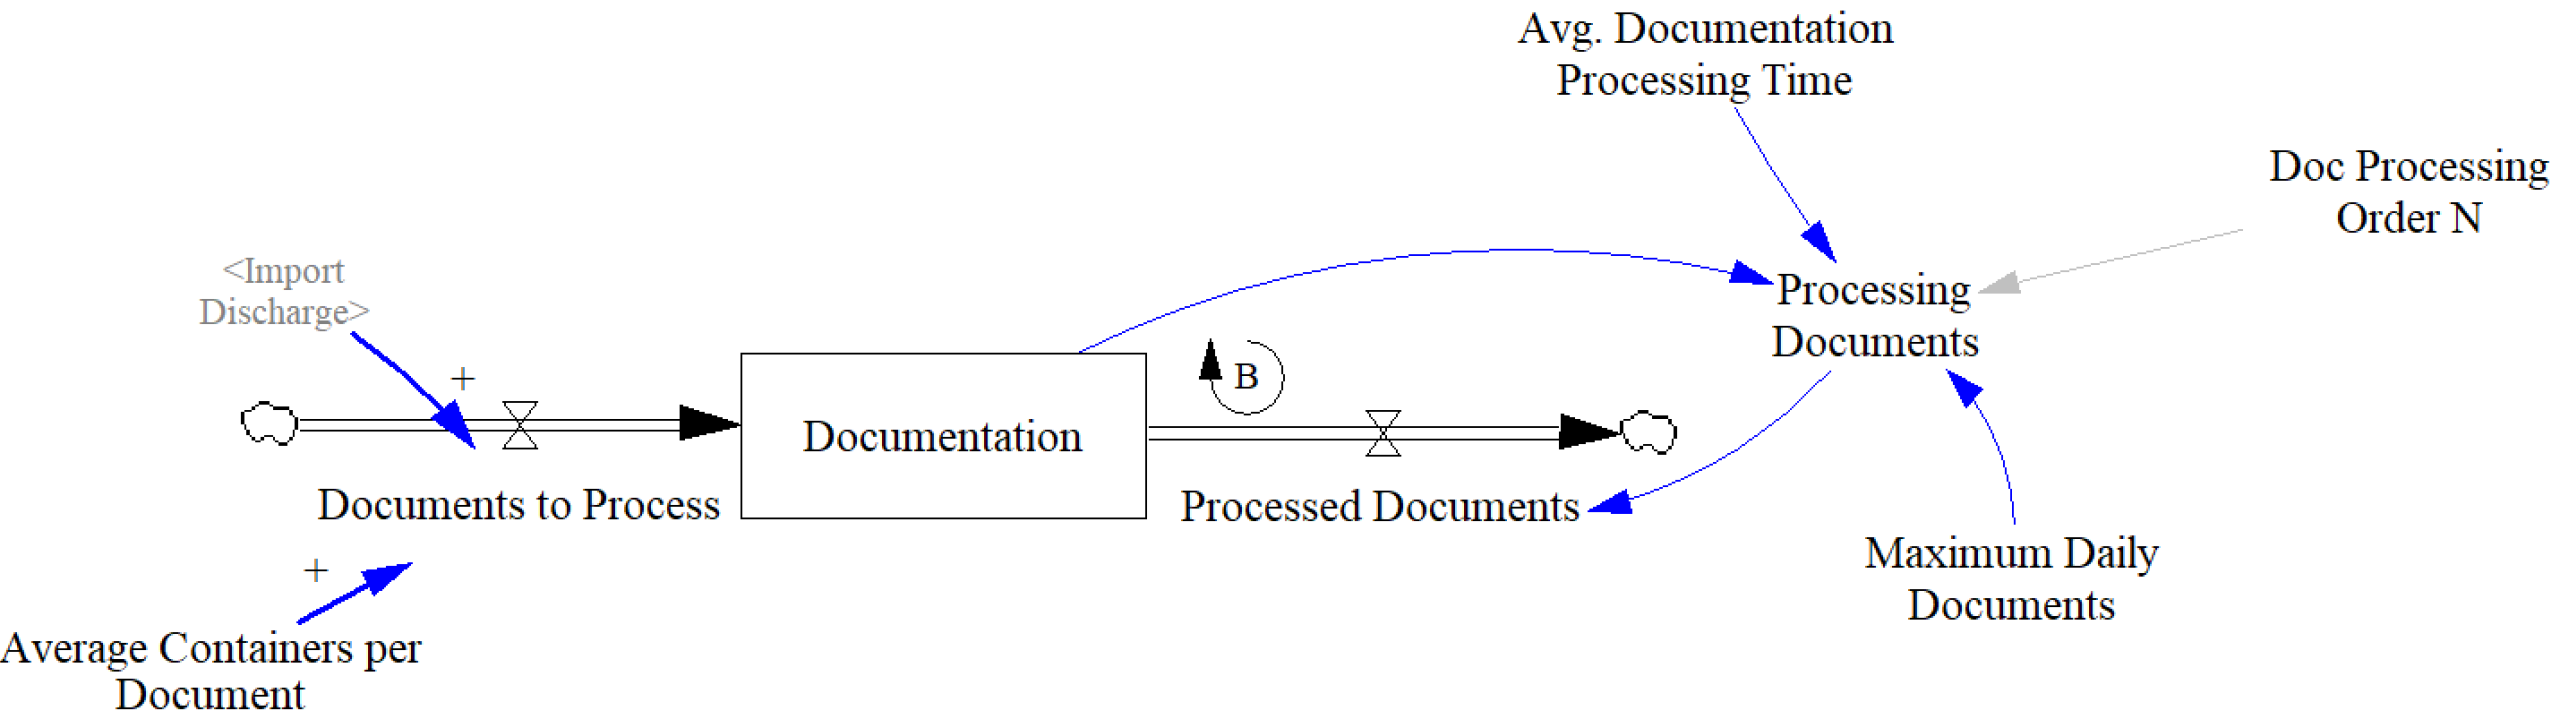 Avg. Documentation
Processing Time
Doc Processing
Order N
<Import
Discharge>
Processing
Documents
+
B
Documentation
Documents to Process
Processed Documents
+
Maximum Daily
Documents
Average Containers per
Document